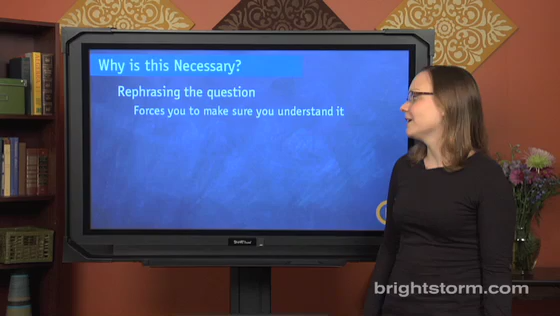 Why is this Necessary?
Rephrasing the question
Forces you to make sure you understand it
brightstorm.com